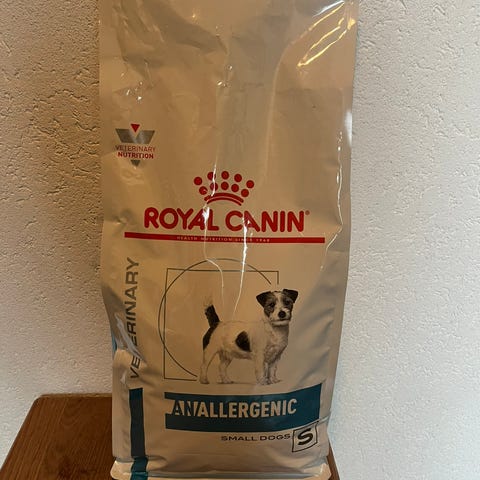 VETERINARY
NUTRITION
ROYAL CANIN
HEALTH NUTRITION SINCE 1968
VETERINARY
ANALLERGENIC
SMALL DOGS S